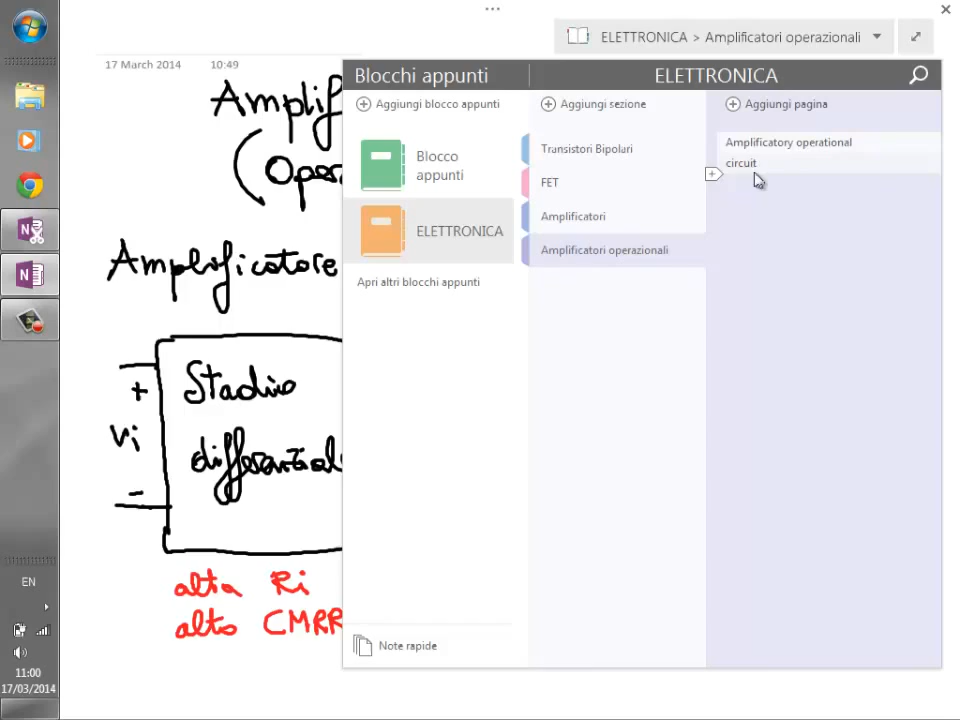 ELETTRONICA > Amplificatori operazionali
17 March 2014 10:49
Blocchi appunti
ELETTRONICA
Aggiungi blocco appunti
Aggiungi sezione
Aggiungi pagina
Blocco
appunti
ELETTRONICA
Apri altri blocchi appunti
Transistori Bipolari
FET
Amplificatori
Amplificatori operazionali
Amplificatory operational
circuit
Note rapide
Amplif
(Oper
Amplificatore
+
Vi
-
Stadio
differenziale
alta Ri
alto CMRR
EN
11:00
17/03/2014